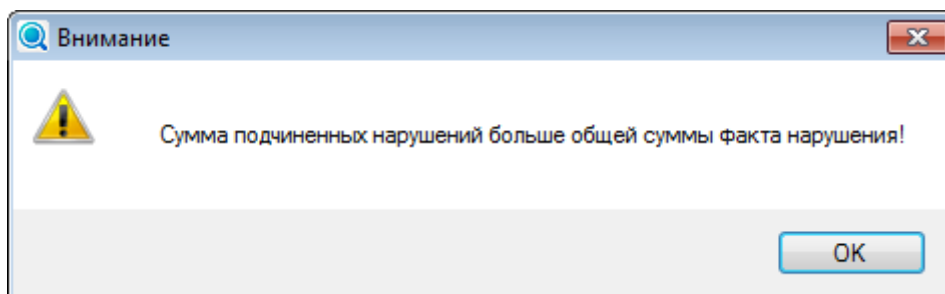 Внимание
Сумма подчиненных нарушений больше общей суммы факта нарушения!
OK